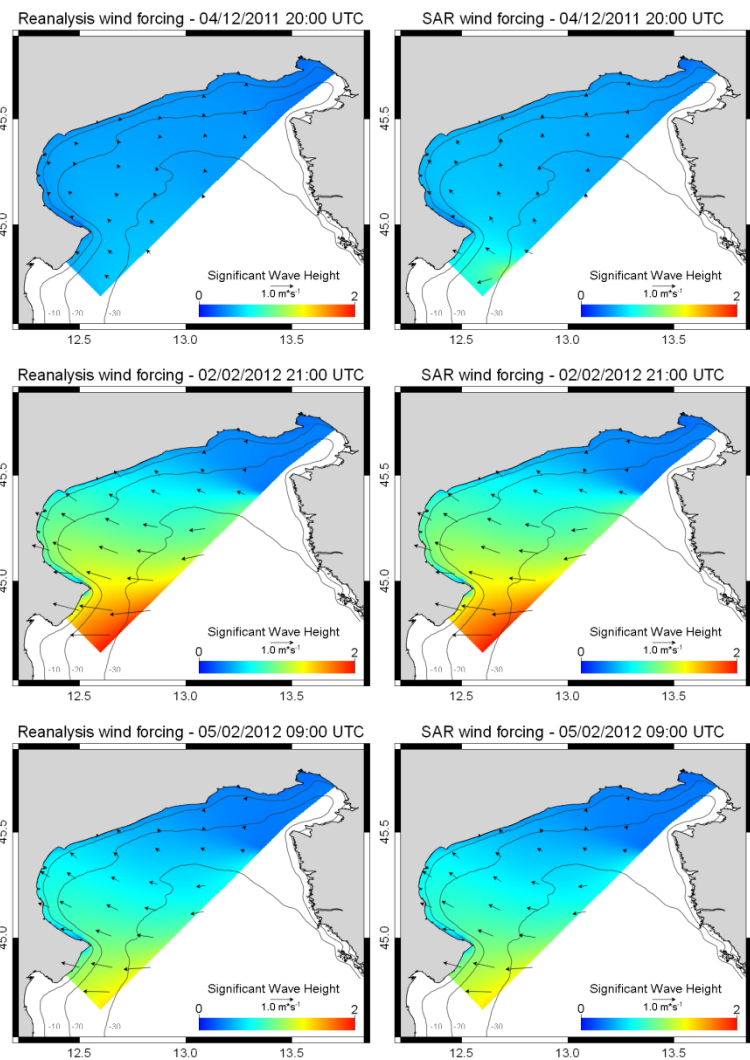 Reanalysis wind forcing - 04/12/2011 20:00 UTC
SAR wind forcing - 04/12/2011 20:00 UTC
45.5
45.0
Significant Wave Height
0
1.0 m*s⁻¹
2
-10 -20 -30
12.5 13.0 13.5
45.5
45.0
Significant Wave Height
0
1.0 m*s⁻¹
2
-10 -20 -30
12.5 13.0 13.5
Reanalysis wind forcing - 02/02/2012 21:00 UTC
SAR wind forcing - 02/02/2012 21:00 UTC
45.5
45.0
Significant Wave Height
0
1.0 m*s⁻¹
2
-10 -20 -30
12.5 13.0 13.5
45.5
45.0
Significant Wave Height
0
1.0 m*s⁻¹
2
-10 -20 -30
12.5 13.0 13.5
Reanalysis wind forcing - 05/02/2012 09:00 UTC
SAR wind forcing - 05/02/2012 09:00 UTC
45.5
45.0
Significant Wave Height
0
1.0 m*s⁻¹
2
-10 -20 -30
12.5 13.0 13.5
45.5
45.0
Significant Wave Height
0
1.0 m*s⁻¹
2
-10 -20 -30
12.5 13.0 13.5